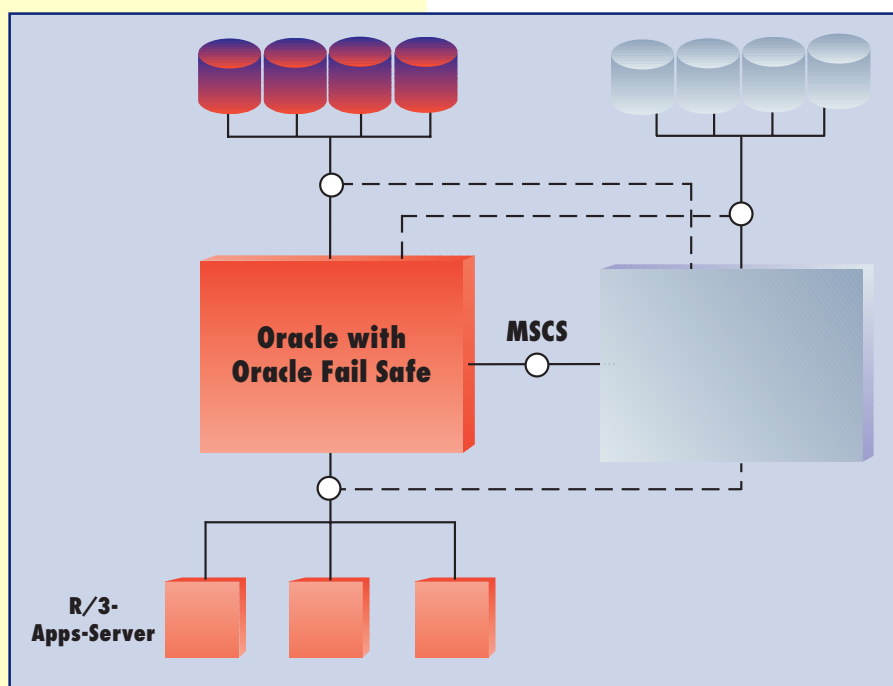 Oracle with
Oracle Fail Safe
MSCS
R/3-
Apps-Server